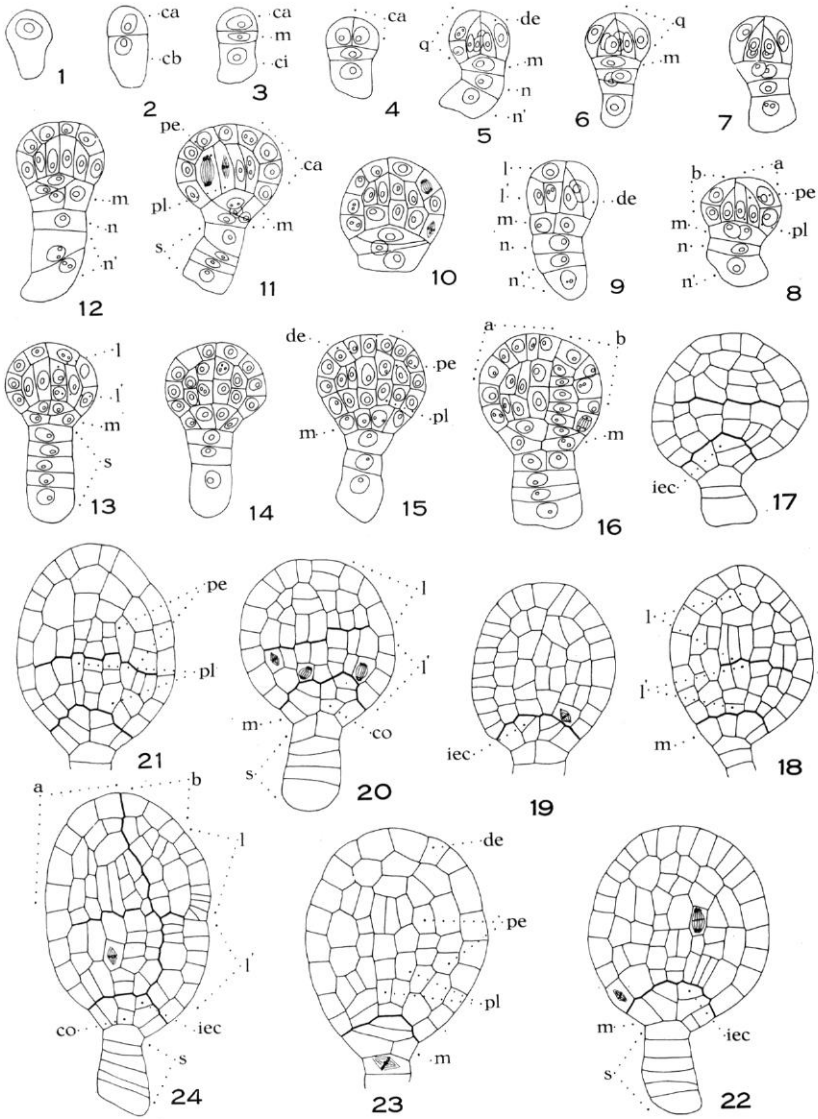 ca
cb
1
2
ca
m
ci
3
ca
4
de
q
m
n
n'
5
q
m
6
7
m
n
n'
12
pe
ca
pl
m
s
11
10
l
l'
de
m
n
n'
9
b
a
pe
m
pl
n
n'
8
l
l'
m
s
13
14
de
pe
pl
m
15
a
b
m
16
iec
17
pe
pl
21
l
l'
m
co
s
20
iec
19
l
l'
m
18
a
b
l
l'
co
iec
s
24
de
pe
pl
m
23
m
iec
s
22